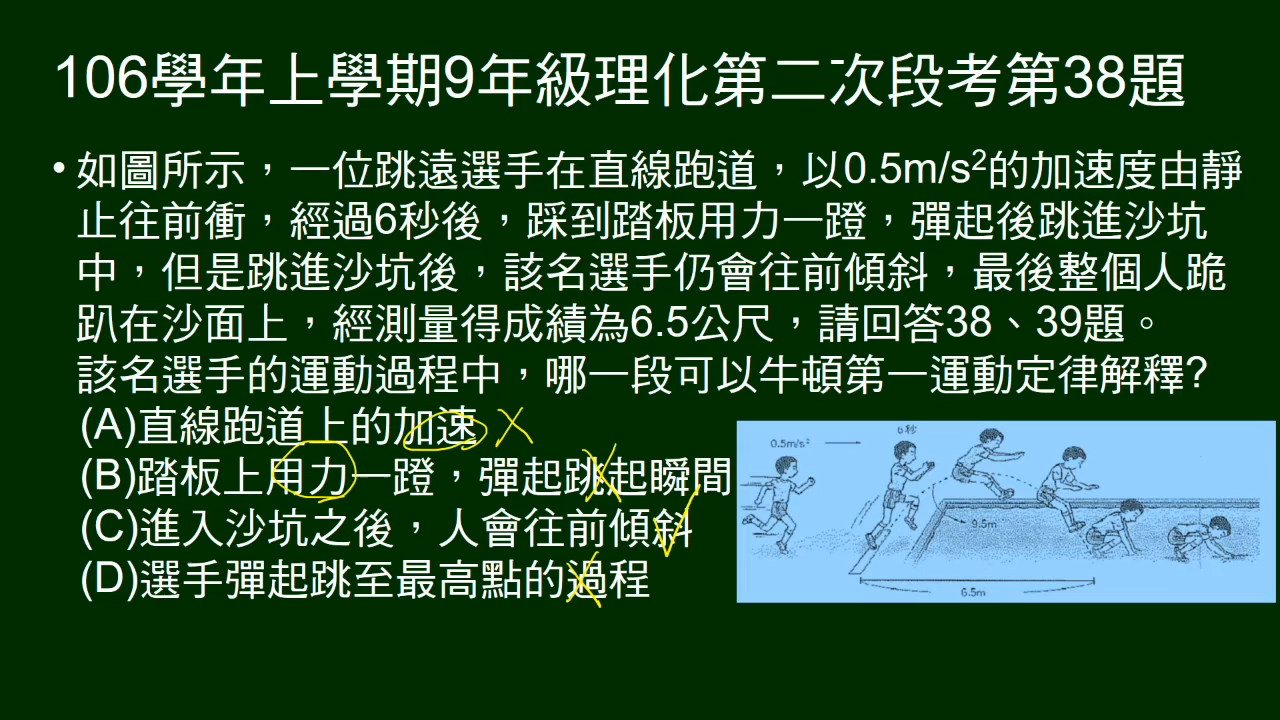 106學年上學期9年級理化第二次段考第38題
• 如圖所示，一位跳遠選手在直線跑道，以0.5m/s²的加速度由靜
止往前衝，經過6秒後，踩到踏板用力一蹬，彈起後跳進沙坑
中，但是跳進沙坑後，該名選手仍會往前傾斜，最後整個人跪
趴在沙面上，經測量得成績為6.5公尺，請回答38、39題。
該名選手的運動過程中，哪一段可以牛頓第一運動定律解釋?
(A)直線跑道上的加速
(B)踏板上用力一蹬，彈起跳起瞬間
(C)進入沙坑之後，人會往前傾斜
(D)選手彈起跳至最高點的過程
6秒
0.5m/s²
9.5m
6.5m